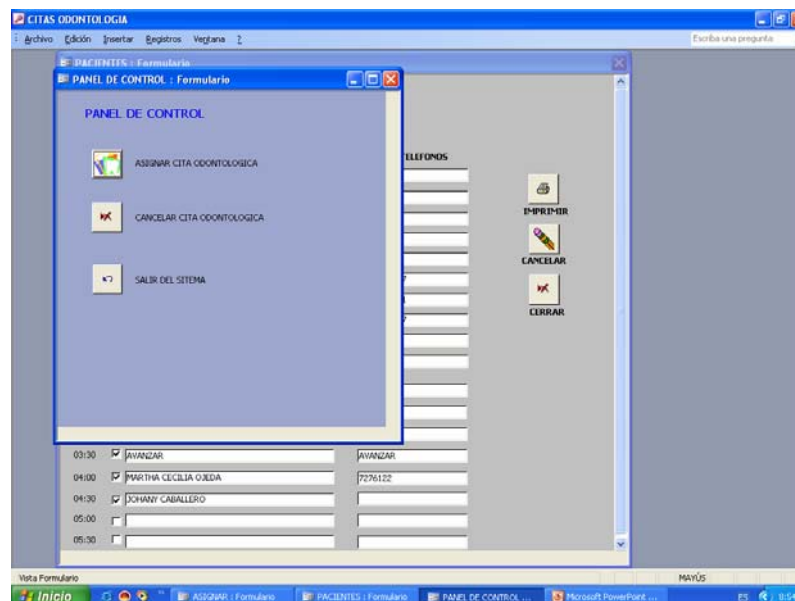 CITAS ODONTOLOGIA
Archivo Edición Insertar Registros Ventana ?
Escriba una pregunta
PACIENTES : Formulario
PANEL DE CONTROL : Formulario
PANEL DE CONTROL
ASIGNAR CITA ODONTOLOGICA
CANCELAR CITA ODONTOLOGICA
SALIR DEL SITEMA
ELEFONOS
IMPRIMIR
CANCELAR
CERRAR
03:30 AVANZAR AVANZAR
04:00 MARTHA CECILIA OJEDA 7276122
04:30 JOHANY CABALLERO
05:00
05:30
Vista Formulario
MAYÚS
Inicio
ASIGNAR : Formulario
PACIENTES : Formulario
PANEL DE CONTROL ...
Microsoft PowerPoint ...
ES